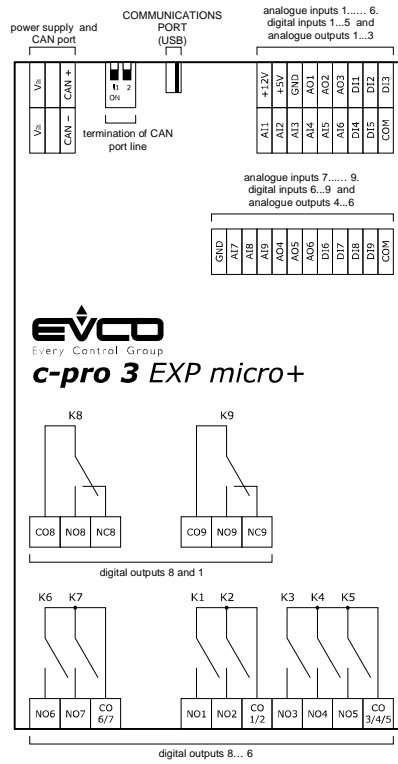 COMMUNICATIONS
PORT
(USB)
analogue inputs 1...... 6.
digital inputs 1...5 and
analogue outputs 1...3
power supply and
CAN port
V~ CAN +
1 2
ON
+12V +5V GND AO1 AO2 AO3 DI1 DI2 DI3
V~ CAN −
AI1 AI2 AI3 AI4 AI5 AI6 DI4 DI5 COM
termination of CAN
port line
analogue inputs 7...... 9.
digital inputs 6...9 and
analogue outputs 4...6
GND AI7 AI8 AI9 AO4 AO5 AO6 DI6 DI7 DI8 DI9 COM
EVCO
Every Control Group
c-pro 3 EXP micro+
K8 K9
CO8 NO8 NC8 CO9 NO9 NC9
digital outputs 8 and 1
K6 K7 K1 K2 K3 K4 K5
NO6 NO7 CO 6/7 NO1 NO2 CO 1/2 NO3 NO4 NO5 CO 3/4/5
digital outputs 8... 6